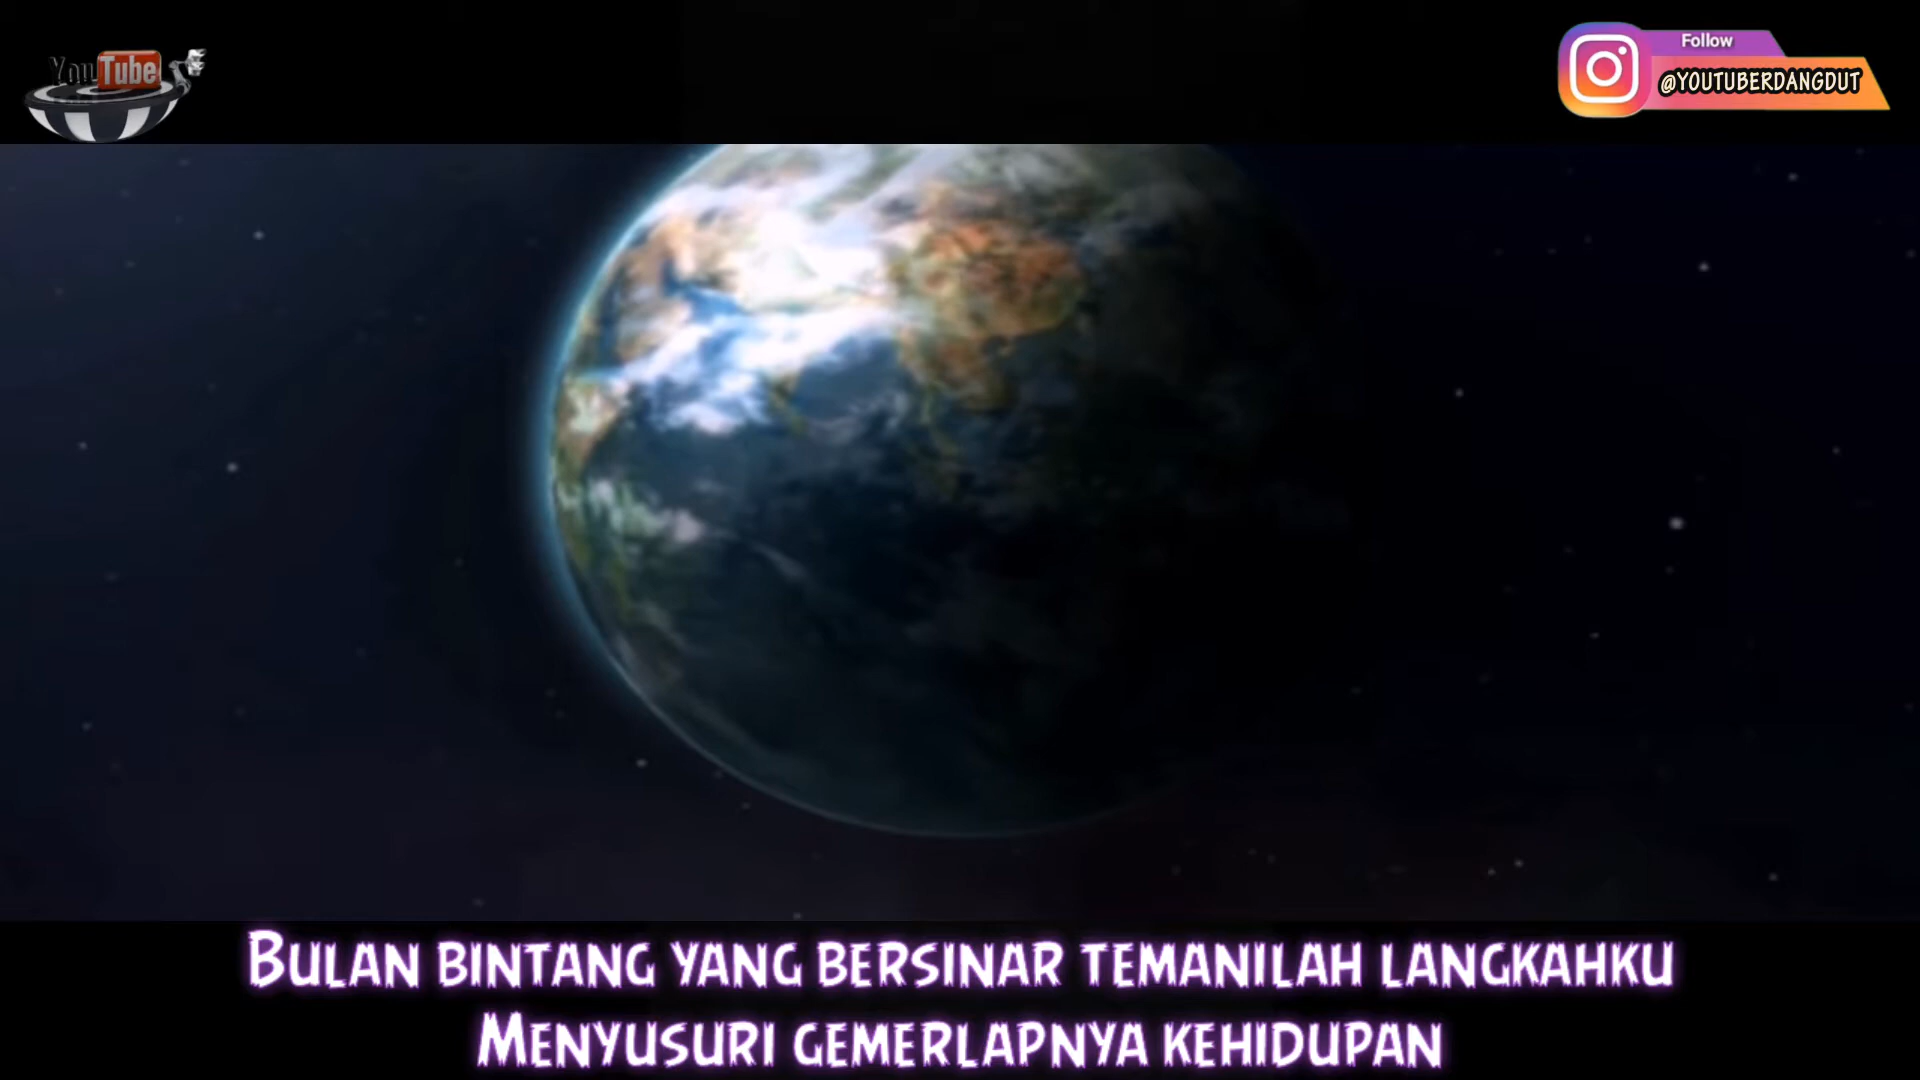 YouTube
Follow
@YOUTUBERDANGDUT
BULAN BINTANG YANG BERSINAR TEMANILAH LANGKAHKU
MENYUSURI GEMERLAPNYA KEHIDUPAN